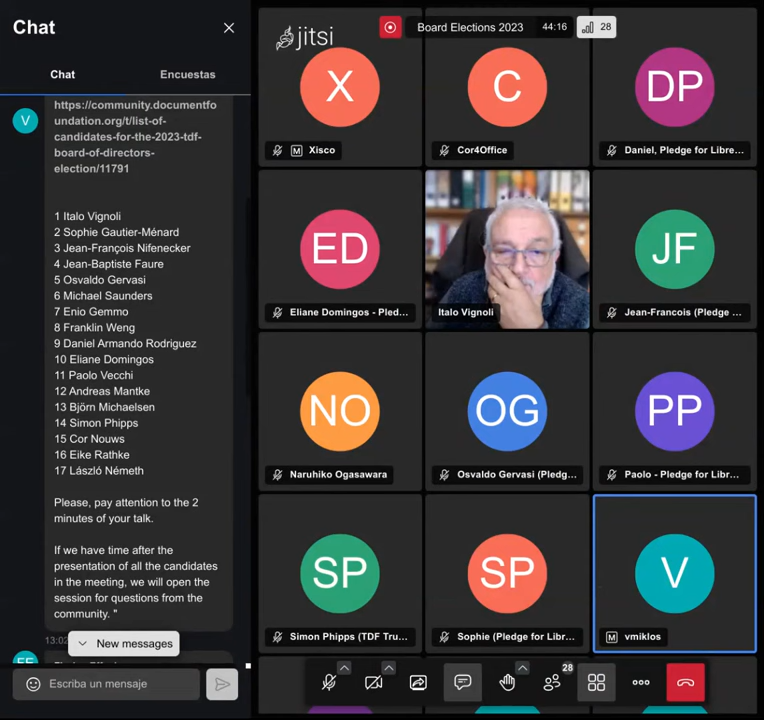 Chat
Chat
Encuestas
V
https://community.documentfo
undation.org/t/list-of-
candidates-for-the-2023-tdf-
board-of-directors-
election/11791
1 Italo Vignoli
2 Sophie Gautier-Ménard
3 Jean-François Nifenecker
4 Jean-Baptiste Faure
5 Osvaldo Gervasi
6 Michael Saunders
7 Enio Gemmo
8 Franklin Weng
9 Daniel Armando Rodriguez
10 Eliane Domingos
11 Paolo Vecchi
12 Andreas Mantke
13 Björn Michaelsen
14 Simon Phipps
15 Cor Nouws
16 Eike Rathke
17 László Németh
Please, pay attention to the 2
minutes of your talk.
If we have time after the
presentation of all the candidates
in the meeting, we will open the
session for questions from the
community. "
New messages
Escriba un mensaje
jitsi
Board Elections 2023
44:16
28
X
M Xisco
C
Cor4Office
DP
Daniel, Pledge for Libre...
ED
Eliane Domingos - Pled...
Italo Vignoli
JF
Jean-Francois (Pledge ...
NO
Naruhiko Ogasawara
OG
Osvaldo Gervasi (Pledg...
PP
Paolo - Pledge for Libr...
SP
Simon Phipps (TDF Tru...
SP
Sophie (Pledge for Libr...
V
M vmiklos
28